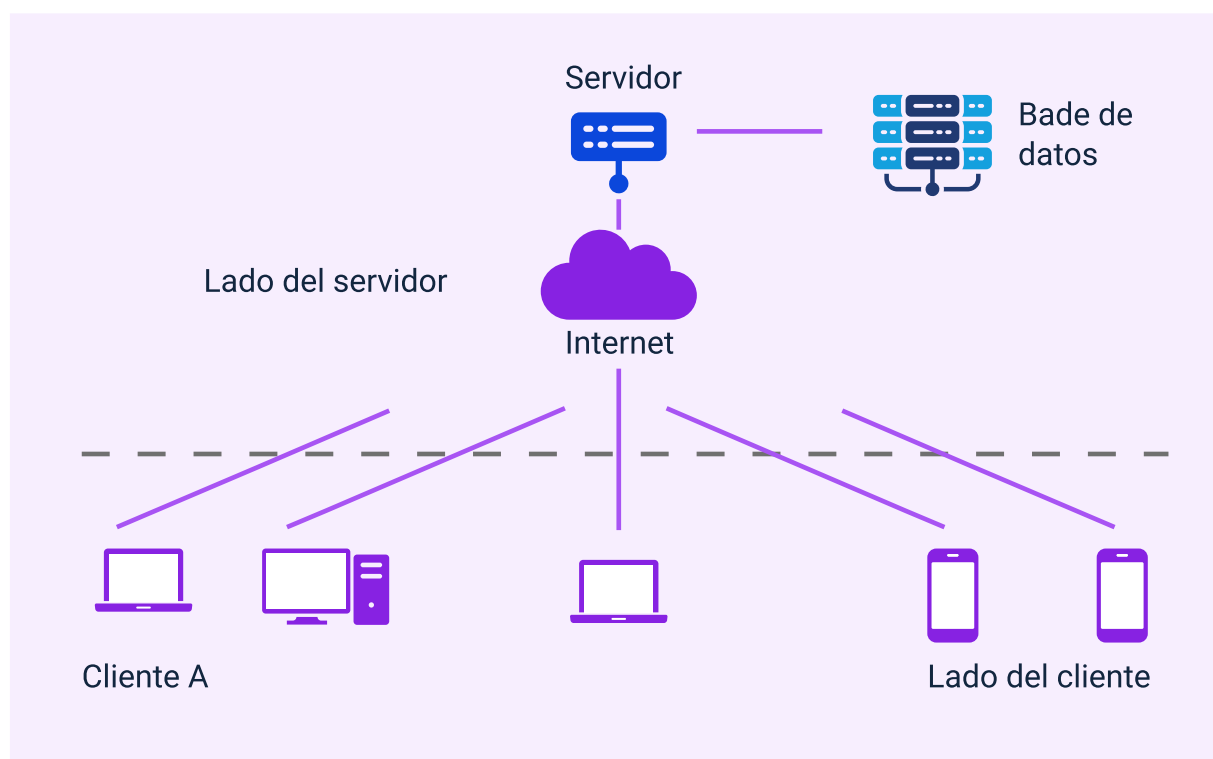 Servidor
Bade de
datos
Lado del servidor
Internet
Cliente A
Lado del cliente